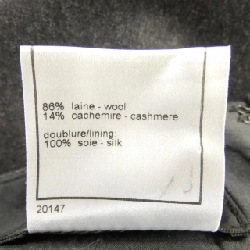 86% laine - wool
14% cachemire - cashmere
doublure/lining:
100% soie - silk
20147